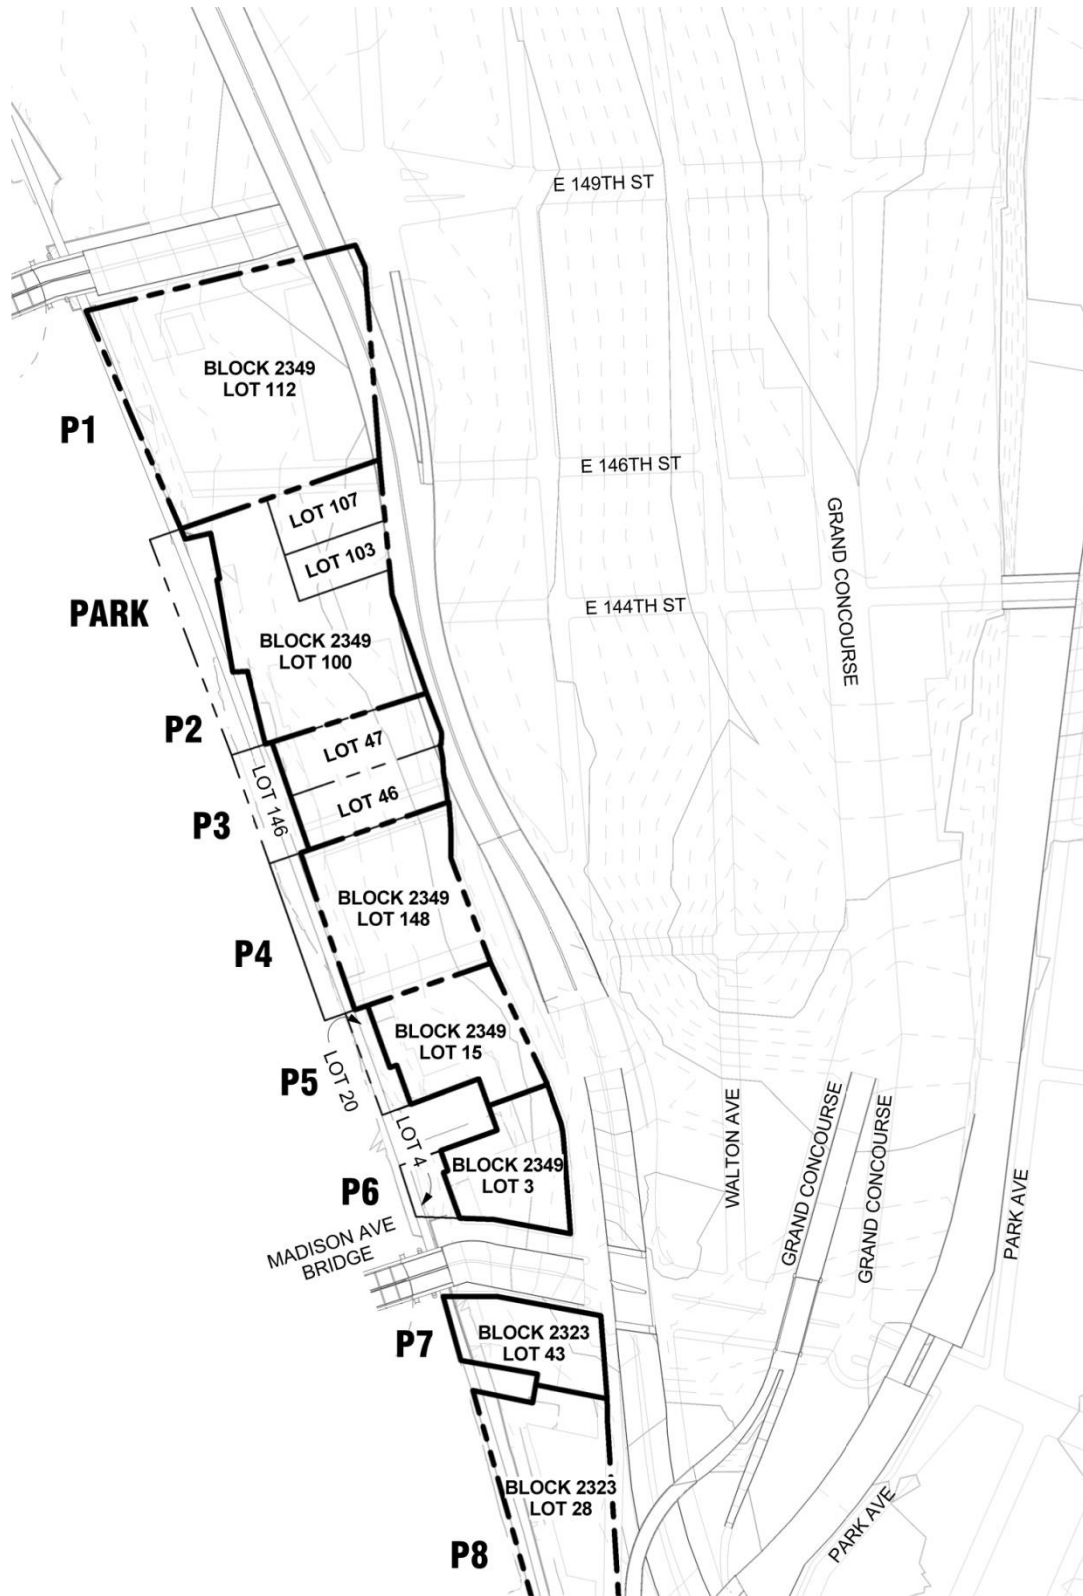 E 149TH ST
BLOCK 2349
LOT 112
P1
E 146TH ST
LOT 107
GRAND CONCOURSE
LOT 103
PARK
E 144TH ST
BLOCK 2349
LOT 100
P2
LOT 47
LOT 146
LOT 46
P3
BLOCK 2349
LOT 148
P4
BLOCK 2349
LOT 15
LOT 20
P5
LOT 4
WALTON AVE
GRAND CONCOURSE
GRAND CONCOURSE
BLOCK 2349
LOT 3
P6
PARK AVE
MADISON AVE
BRIDGE
BLOCK 2323
LOT 43
P7
BLOCK 2323
LOT 28
PARK AVE
P8